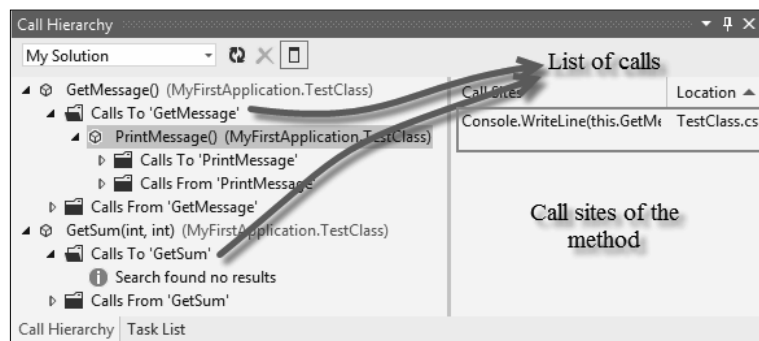 Call Hierarchy
My Solution
List of calls
GetMessage() (MyFirstApplication.TestClass)
Calls To 'GetMessage'
PrintMessage() (MyFirstApplication.TestClass)
Calls To 'PrintMessage'
Calls From 'PrintMessage'
Calls From 'GetMessage'
GetSum(int, int) (MyFirstApplication.TestClass)
Calls To 'GetSum'
Search found no results
Calls From 'GetSum'
Call Sites
Location
Console.WriteLine(this.GetMe
TestClass.cs
Call sites of the
method
Call Hierarchy
Task List